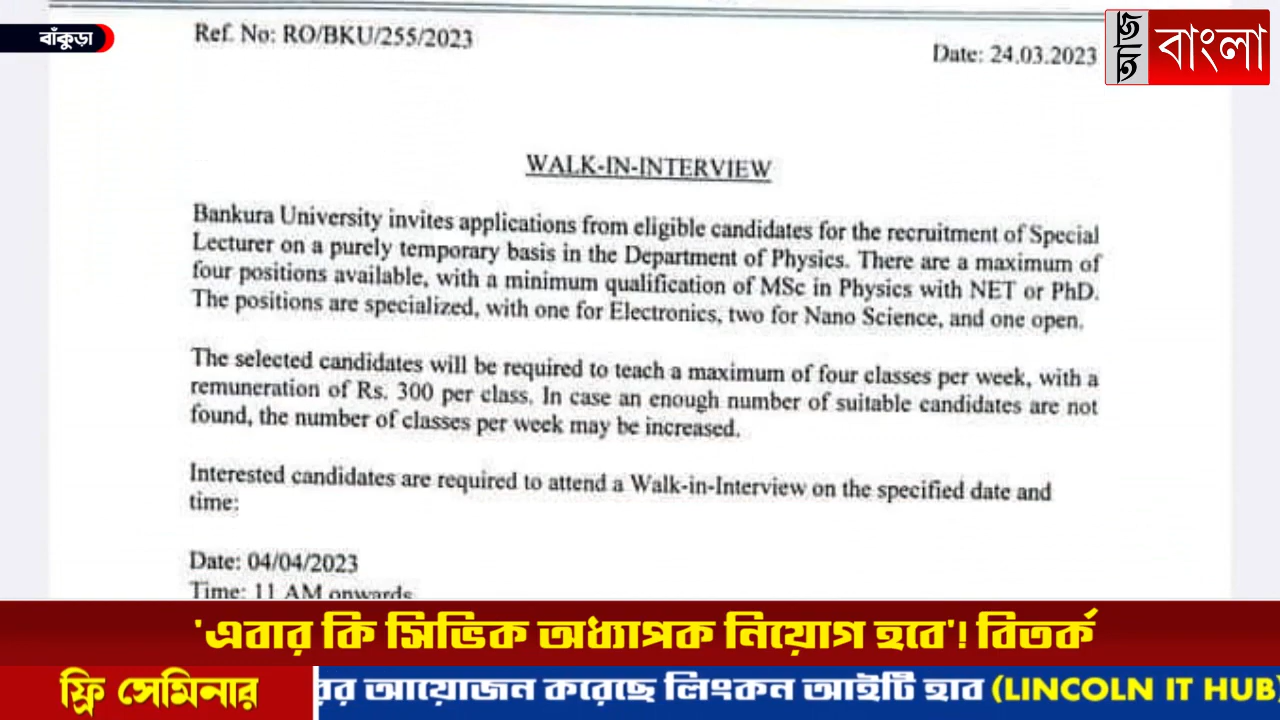 বাঁকুড়া
আজ বাংলা
Ref. No: RO/BKU/255/2023
Date: 24.03.2023
WALK-IN-INTERVIEW
Bankura University invites applications from eligible candidates for the recruitment of Special
Lecturer on a purely temporary basis in the Department of Physics. There are a maximum of
four positions available, with a minimum qualification of MSc in Physics with NET or PhD.
The positions are specialized, with one for Electronics, two for Nano Science, and one open.
The selected candidates will be required to teach a maximum of four classes per week, with a
remuneration of Rs. 300 per class. In case an enough number of suitable candidates are not
found, the number of classes per week may be increased.
Interested candidates are required to attend a Walk-in-Interview on the specified date and
time:
Date: 04/04/2023
Time: 11 AM onwards
'এবার কি সিভিক অধ্যাপক নিয়োগ হবে'! বিতর্ক
ফ্রি সেমিনার
আয়োজন করেছে লিংকন আইটি হাব (LINCOLN IT HUB)